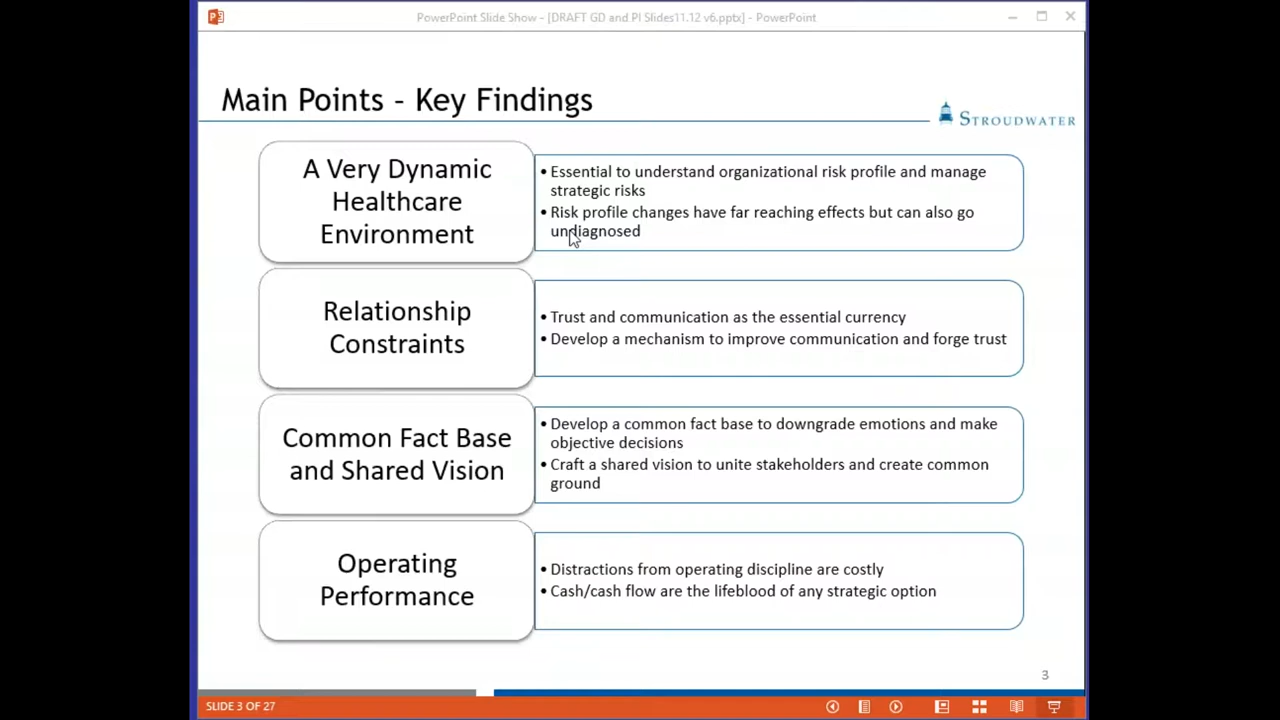 PowerPoint Slide Show - [DRAFT GD and PI Slides11.12 v6.pptx] - PowerPoint
Main Points - Key Findings
STROUDWATER
A Very Dynamic
Healthcare
Environment
• Essential to understand organizational risk profile and manage
strategic risks
• Risk profile changes have far reaching effects but can also go
undiagnosed
Relationship
Constraints
• Trust and communication as the essential currency
• Develop a mechanism to improve communication and forge trust
Common Fact Base
and Shared Vision
• Develop a common fact base to downgrade emotions and make
objective decisions
• Craft a shared vision to unite stakeholders and create common
ground
Operating
Performance
• Distractions from operating discipline are costly
• Cash/cash flow are the lifeblood of any strategic option
3
SLIDE 3 OF 27